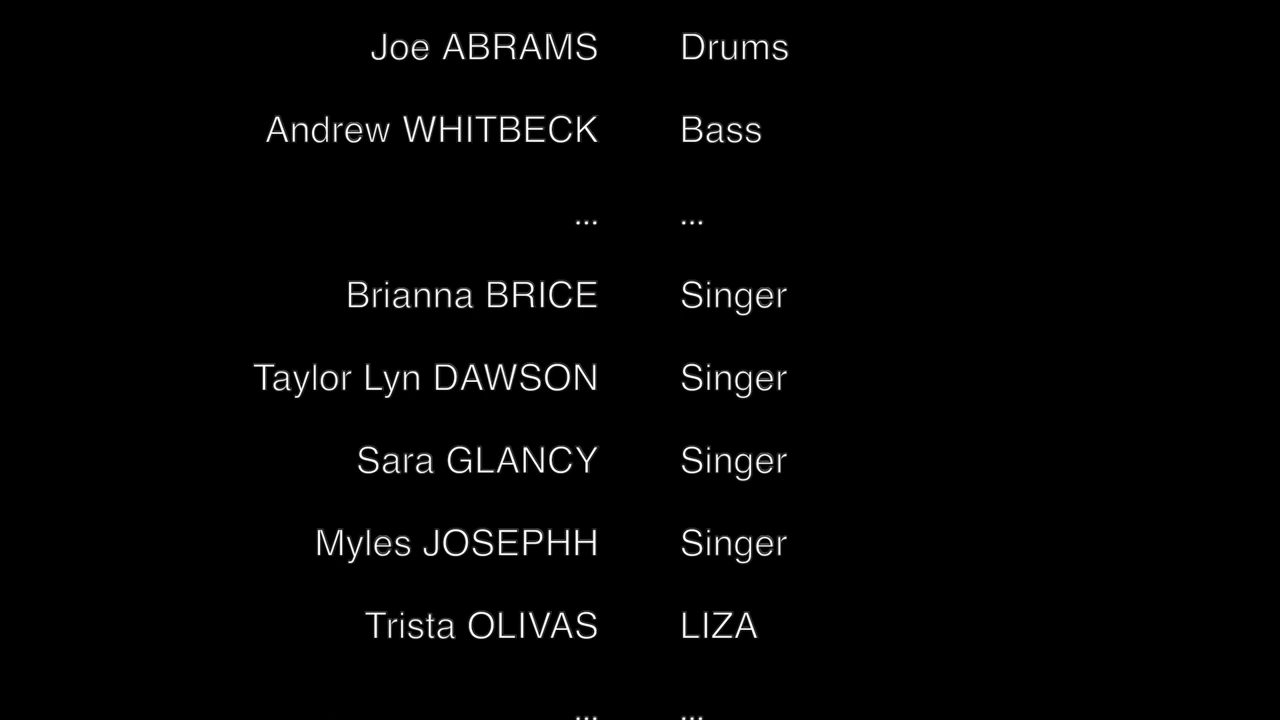 Joe ABRAMS Drums
Andrew WHITBECK Bass
... ...
Brianna BRICE Singer
Taylor Lyn DAWSON Singer
Sara GLANCY Singer
Myles JOSEPHH Singer
Trista OLIVAS LIZA
... ...